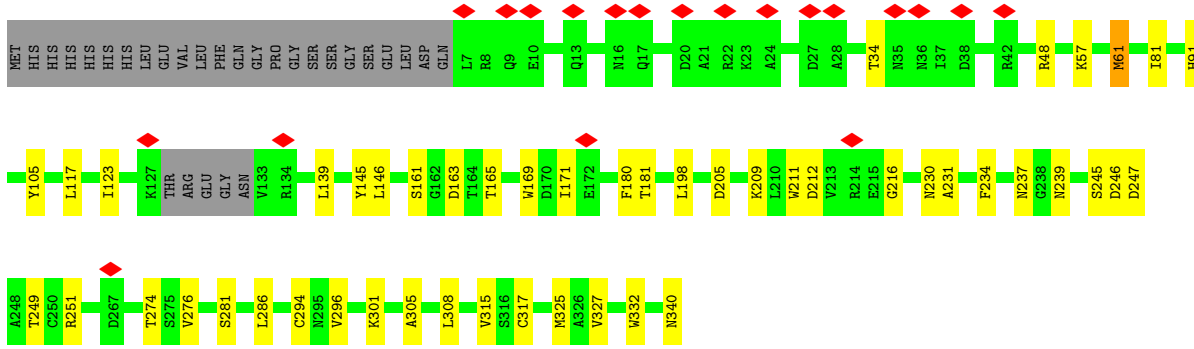 MET HIS HIS HIS HIS HIS HIS LEU GLU VAL LEU PHE GLN GLY PRO GLY SER SER GLY SER GLU LEU ASP GLN L7 R8 Q9 E10 Q13 N16 Q17 D20 A21 R22 K23 A24 D27 A28 T34 N35 N36 I37 D38 R42 R48 K57 M61 I81 H91
Y105 L117 I123 K127 THR ARG GLU GLY ASN V133 R134 L139 Y145 L146 S161 G162 D163 T164 T165 W169 D170 I171 E172 F180 T181 L198 D205 K209 L210 W211 D212 V213 R214 E215 G216 N230 A231 F234 N237 G238 N239 S245 D246 D247
A248 T249 C250 R251 D267 T274 S275 V276 S281 L286 C294 N295 V296 K301 A305 L308 V315 S316 C317 M325 A326 V327 W332 N340